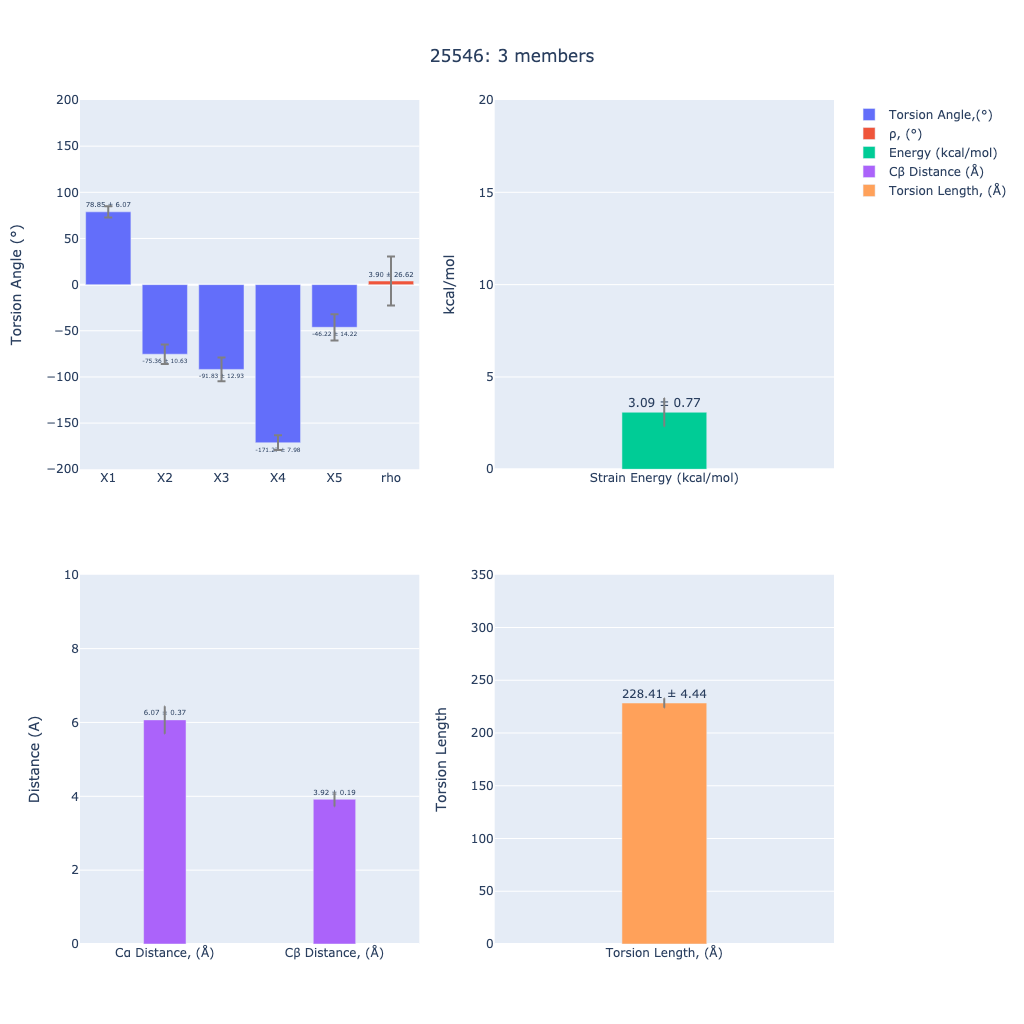 25546: 3 members
Torsion Angle (°)
200
150
100
50
0
−50
−100
−150
−200
78.85 ± 6.07
-75.36 ± 10.63
-91.83 ± 12.93
± 7.98
-46.22 ± 14.22
3.90 ± 26.62
X1 X2 X3 X4 X5 rho
kcal/mol
20
15
10
5
0
3.09 ± 0.77
Strain Energy (kcal/mol)
Torsion Angle,(°)
ρ, (°)
Energy (kcal/mol)
Cβ Distance (Å)
Torsion Length, (Å)
Distance (A)
10
8
6
4
2
0
6.07 ± 0.37
3.92 ± 0.19
Cα Distance, (Å) Cβ Distance, (Å)
Torsion Length
350
300
250
200
150
100
50
0
228.41 ± 4.44
Torsion Length, (Å)